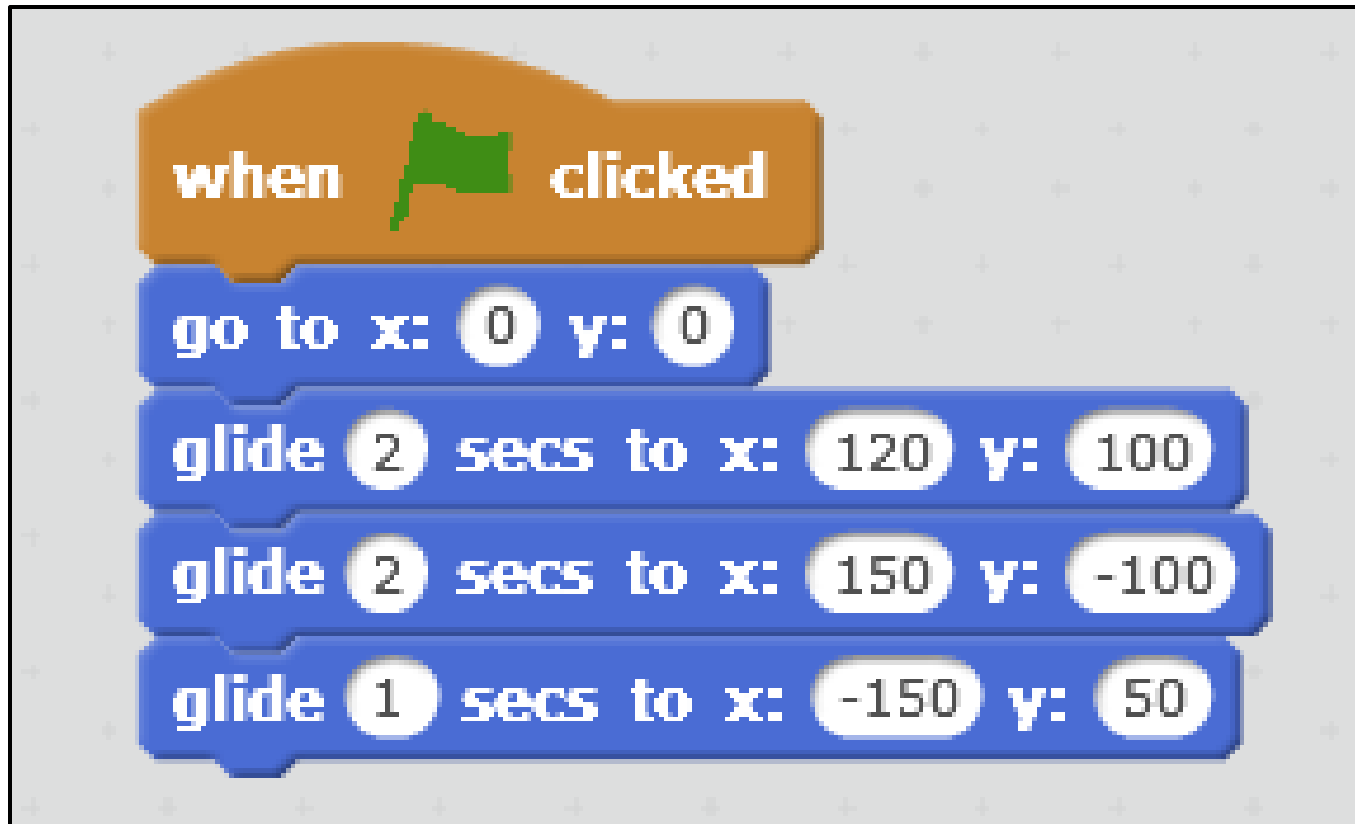 when clicked
go to x: 0 y: 0
glide 2 secs to x: 120 y: 100
glide 2 secs to x: 150 y: -100
glide 1 secs to x: -150 y: 50